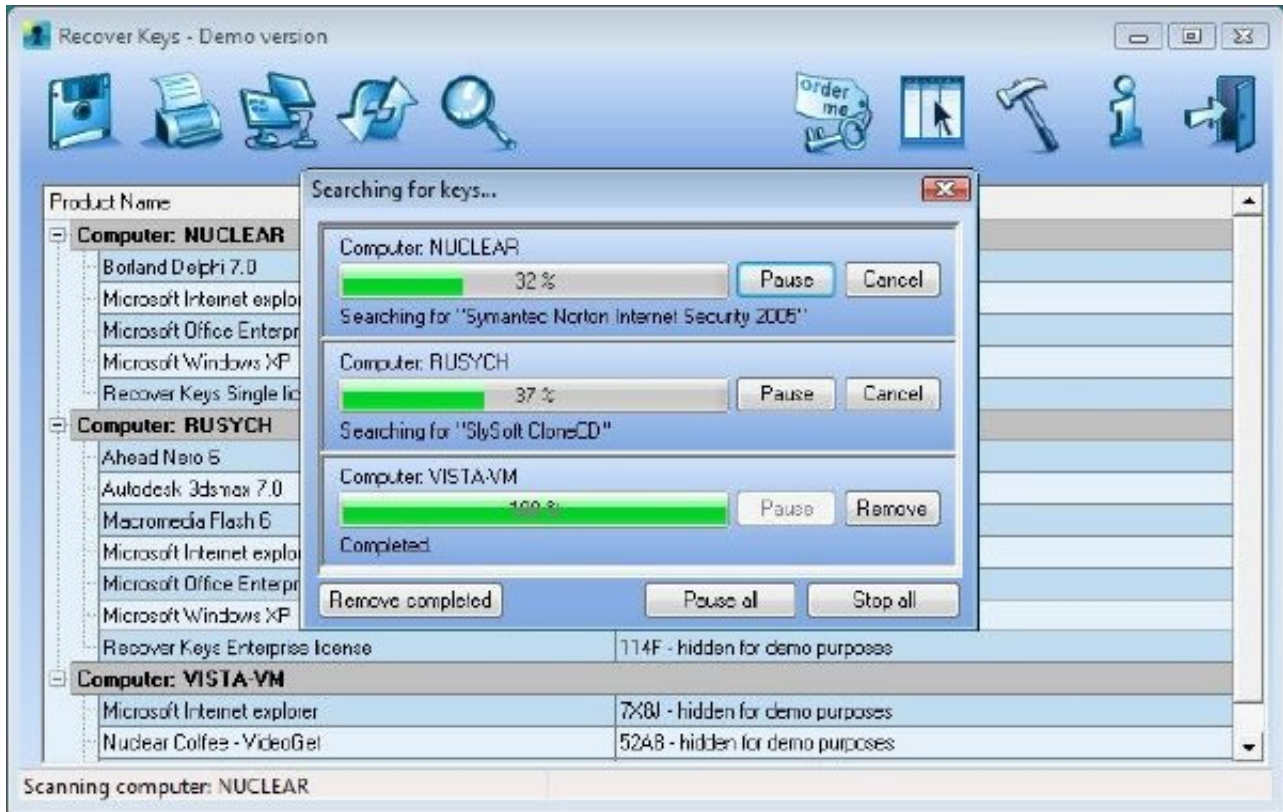 Recover Keys - Demo version
order me
Product Name
Searching for keys...
Computer: NUCLEAR
Borland Delphi 7.0
Microsoft Internet explo
Microsoft Office Enterpr
Microsoft Windows XP
Recover Keys Single lic
Computer: RUSYCH
Ahead Nero 6
Autodesk 3dsmax 7.0
Macromedia Flash 6
Microsoft Internet explo
Microsoft Office Enterpr
Microsoft Windows XP
Recover Keys Enterprise license 114F - hidden for demo purposes
Computer: VISTA-VM
Microsoft Internet explorer 7X8J - hidden for demo purposes
Nuclear Coffee - VideoGet 52AB - hidden for demo purposes
Computer: NUCLEAR
32 % Pause Cancel
Searching for "Symantec Norton Internet Security 2005"
Computer: RUSYCH
37 % Pause Cancel
Searching for "SlySoft CloneCD"
Computer: VISTA-VM
100 % Pause Remove
Completed.
Remove completed Pause all Stop all
Scanning computer: NUCLEAR